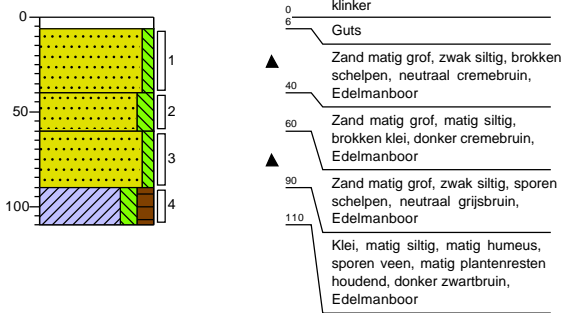 0
50
100
1
2
3
4
0
klinker
6
Guts
Zand matig grof, zwak siltig, brokken
schelpen, neutraal cremebruin,
Edelmanboor
40
Zand matig grof, matig siltig,
brokken klei, donker cremebruin,
Edelmanboor
60
Zand matig grof, zwak siltig, sporen
schelpen, neutraal grijsbruin,
Edelmanboor
90
Klei, matig siltig, matig humeus,
sporen veen, matig plantenresten
houdend, donker zwartbruin,
Edelmanboor
110